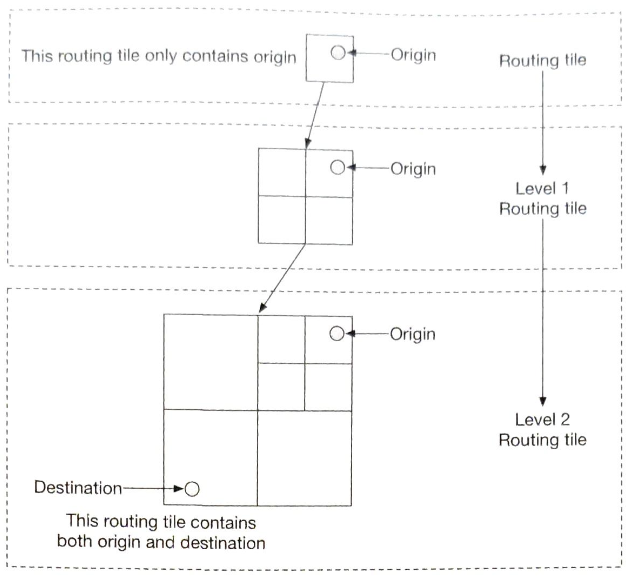 This routing tile only contains origin
Origin
Routing tile
Origin
Level 1
Routing tile
Origin
Level 2
Routing tile
Destination
This routing tile contains
both origin and destination